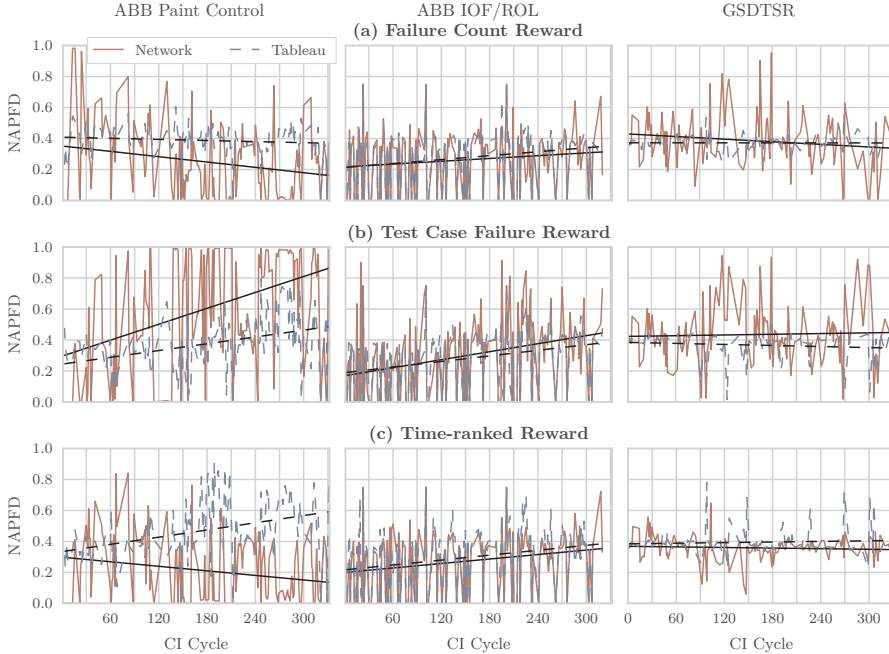 ABB Paint Control ABB IOF/ROL GSDTSR
(a) Failure Count Reward
Network Tableau
NAPFD
1.0
0.8
0.6
0.4
0.2
0.0
(b) Test Case Failure Reward
NAPFD
1.0
0.8
0.6
0.4
0.2
0.0
(c) Time-ranked Reward
NAPFD
1.0
0.8
0.6
0.4
0.2
0.0
60 120 180 240 300 60 120 180 240 300 0 60 120 180 240 300
CI Cycle CI Cycle CI Cycle